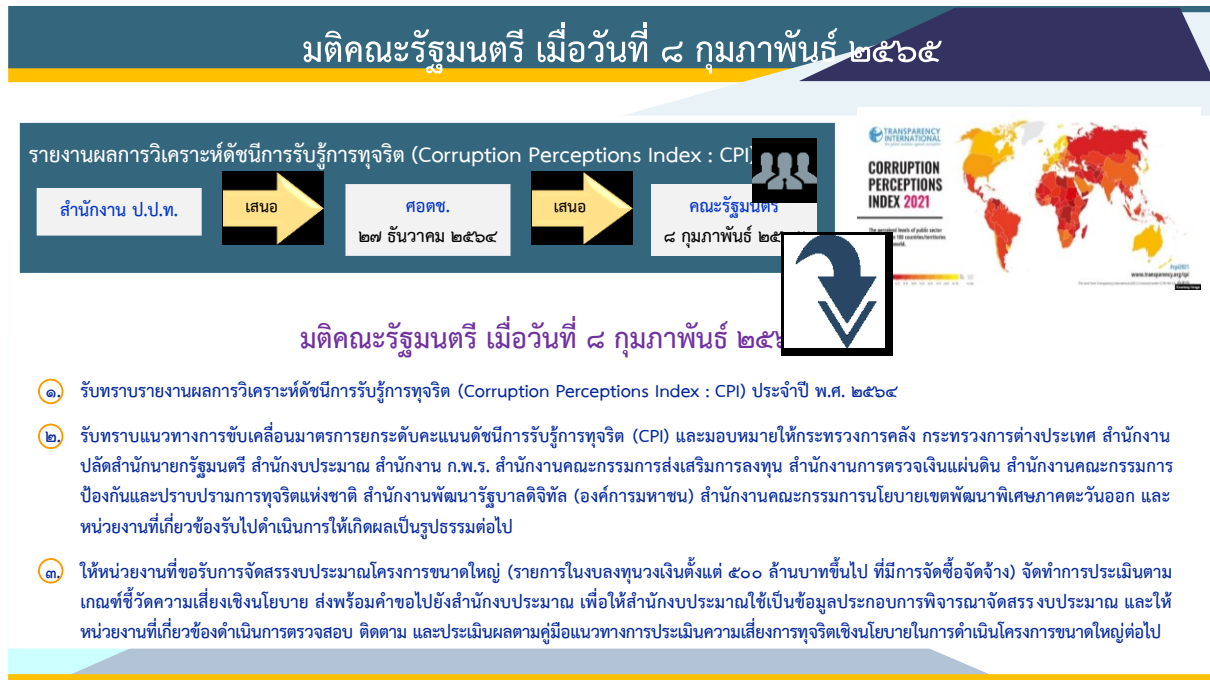 มติคณะรัฐมนตรี เมื่อวันที่ ๘ กุมภาพันธ์ ๒๕๖๕
รายงานผลการวิเคราะห์ดัชนีการรับรู้การทุจริต (Corruption Perceptions Index : CPI)
สำนักงาน ป.ป.ท.
เสนอ
ศอตช.
๒๗ ธันวาคม ๒๕๖๔
เสนอ
คณะรัฐมนตรี
๘ กุมภาพันธ์
TRANSPARENCY
INTERNATIONAL
CORRUPTION
PERCEPTIONS
INDEX 2021
The perceived levels of public sector
#cpi2021
www.transparency.org/cpi
มติคณะรัฐมนตรี เมื่อวันที่ ๘ กุมภาพันธ์
๑. รับทราบรายงานผลการวิเคราะห์ดัชนีการรับรู้การทุจริต (Corruption Perceptions Index : CPI) ประจำปี พ.ศ. ๒๕๖๔
๒. รับทราบแนวทางการขับเคลื่อนมาตรการยกระดับคะแนนดัชนีการรับรู้การทุจริต (CPI) และมอบหมายให้กระทรวงการคลัง กระทรวงการต่างประเทศ สำนักงาน
ปลัดสำนักนายกรัฐมนตรี สำนักงบประมาณ สำนักงาน ก.พ.ร. สำนักงานคณะกรรมการส่งเสริมการลงทุน สำนักงานการตรวจเงินแผ่นดิน สำนักงานคณะกรรมการ
ป้องกันและปราบปรามการทุจริตแห่งชาติ สำนักงานพัฒนารัฐบาลดิจิทัล (องค์การมหาชน) สำนักงานคณะกรรมการนโยบายเขตพัฒนาพิเศษภาคตะวันออก และ
หน่วยงานที่เกี่ยวข้องรับไปดำเนินการให้เกิดผลเป็นรูปธรรมต่อไป
๓. ให้หน่วยงานที่ขอรับการจัดสรรงบประมาณโครงการขนาดใหญ่ (รายการในงบลงทุนวงเงินตั้งแต่ ๕๐๐ ล้านบาทขึ้นไป ที่มีการจัดซื้อจัดจ้าง) จัดทำการประเมินตาม
เกณฑ์ชี้วัดความเสี่ยงเชิงนโยบาย ส่งพร้อมคำขอไปยังสำนักงบประมาณ เพื่อให้สำนักงบประมาณใช้เป็นข้อมูลประกอบการพิจารณาจัดสรรงบประมาณ และให้
หน่วยงานที่เกี่ยวข้องดำเนินการตรวจสอบ ติดตาม และประเมินผลตามคู่มือแนวทางการประเมินความเสี่ยงการทุจริตเชิงนโยบายในการดำเนินโครงการขนาดใหญ่ต่อไป